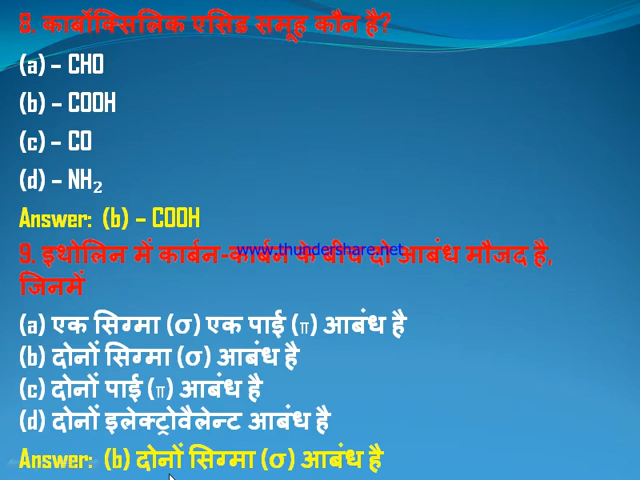 8. कार्बोक्सिलिक एसिड समूह कौन है?
(a) – CHO
(b) – COOH
(c) – CO
(d) – NH₂
Answer: (b) – COOH
www.thundershare.net
9. इथोलिन में कार्बन-कार्बन के बीच दो आबंध मौजद है,
जिनमें
(a) एक सिग्मा (σ) एक पाई (π) आबंध है
(b) दोनों सिग्मा (σ) आबंध है
(c) दोनों पाई (π) आबंध है
(d) दोनों इलेक्ट्रोवैलेन्ट आबंध है
Answer: (b) दोनों सिग्मा (σ) आबंध है